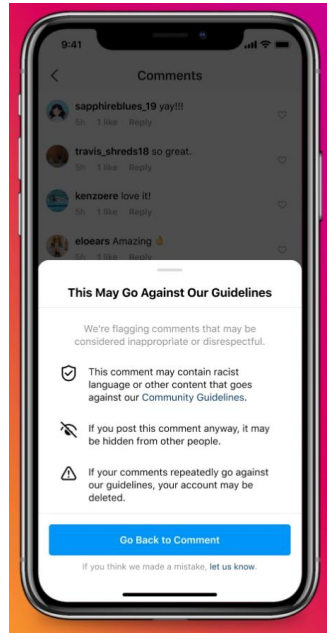 9:41
Comments
sapphireblues_19 yay!!!
5h 1 like Reply
travis_shreds18 so great.
5h 1 like Reply
kenzoere love it!
5h 1 like Reply
eloears Amazing 👌
5h 1 like Reply
This May Go Against Our Guidelines
We're flagging comments that may be
considered inappropriate or disrespectful.
This comment may contain racist
language or other content that goes
against our Community Guidelines.
If you post this comment anyway, it may
be hidden from other people.
If your comments repeatedly go against
our guidelines, your account may be
deleted.
Go Back to Comment
If you think we made a mistake, let us know.